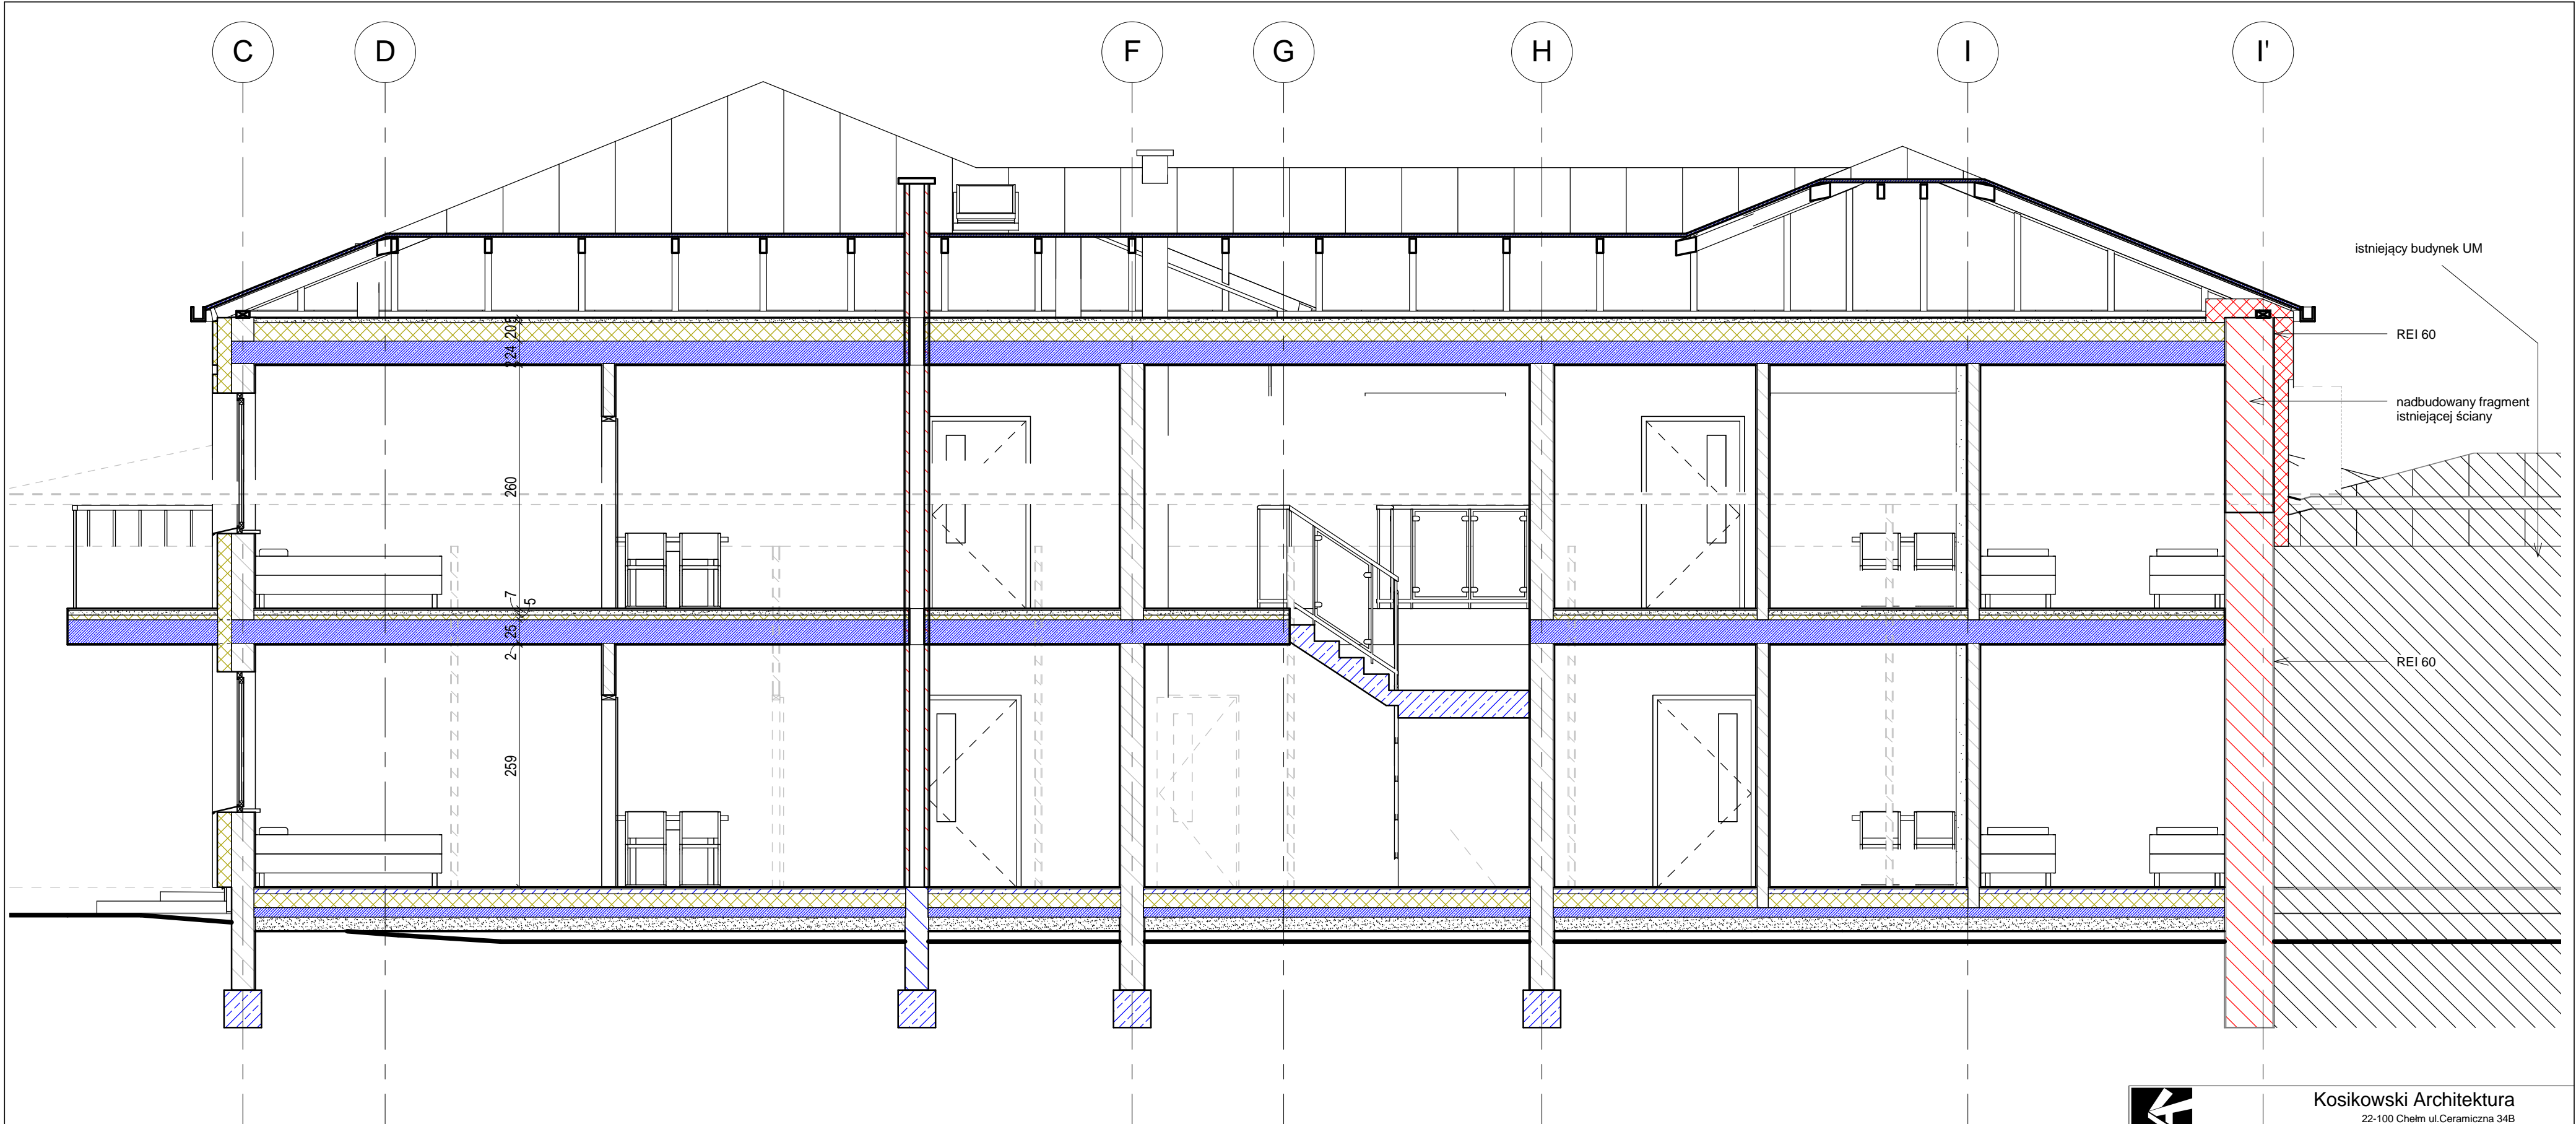 C
D
F
G
H
I
I'
istniejący budynek UM
REI 60
nadbudowany fragment
istniejącej ściany
REI 60
20
24
260
7
5
25
2
259
Kosikowski Architektura
22-100 Chełm ul.Ceramiczna 34B